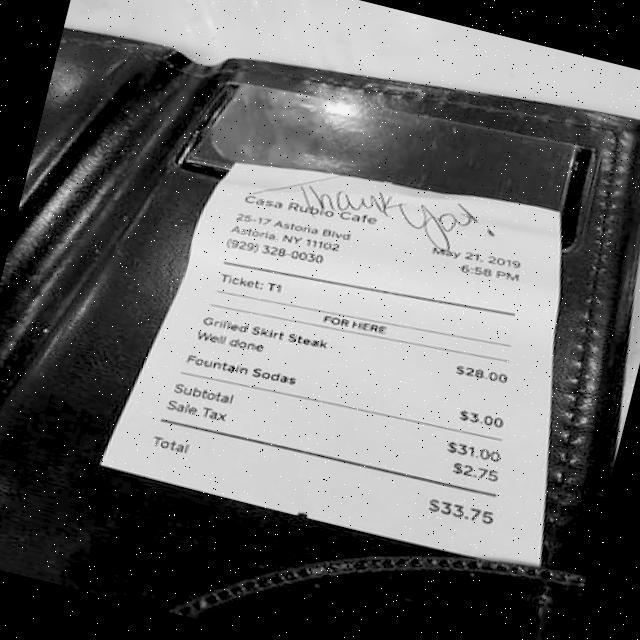 Thank you!
Casa Rubio Cafe
25-17 Astoria Blvd
Astoria, NY 11102
(929) 328-0030
May 21, 2019
6:58 PM
Ticket: T1
FOR HERE
Grilled Skirt Steak $28.00
Well done
Fountain Sodas $3.00
Subtotal $31.00
Sale Tax $2.75
Total $33.75